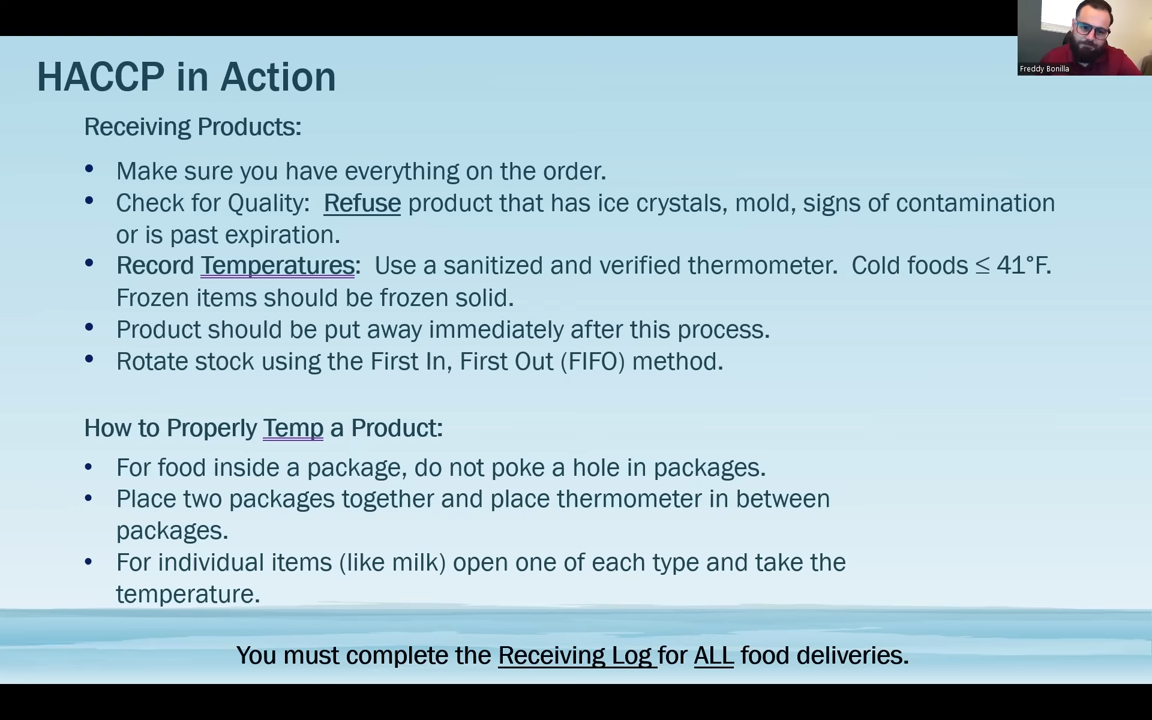 HACCP in Action
Freddy Bonilla
Receiving Products:
• Make sure you have everything on the order.
• Check for Quality: Refuse product that has ice crystals, mold, signs of contamination
or is past expiration.
• Record Temperatures: Use a sanitized and verified thermometer. Cold foods ≤ 41°F.
Frozen items should be frozen solid.
• Product should be put away immediately after this process.
• Rotate stock using the First In, First Out (FIFO) method.
How to Properly Temp a Product:
• For food inside a package, do not poke a hole in packages.
• Place two packages together and place thermometer in between
packages.
• For individual items (like milk) open one of each type and take the
temperature.
You must complete the Receiving Log for ALL food deliveries.